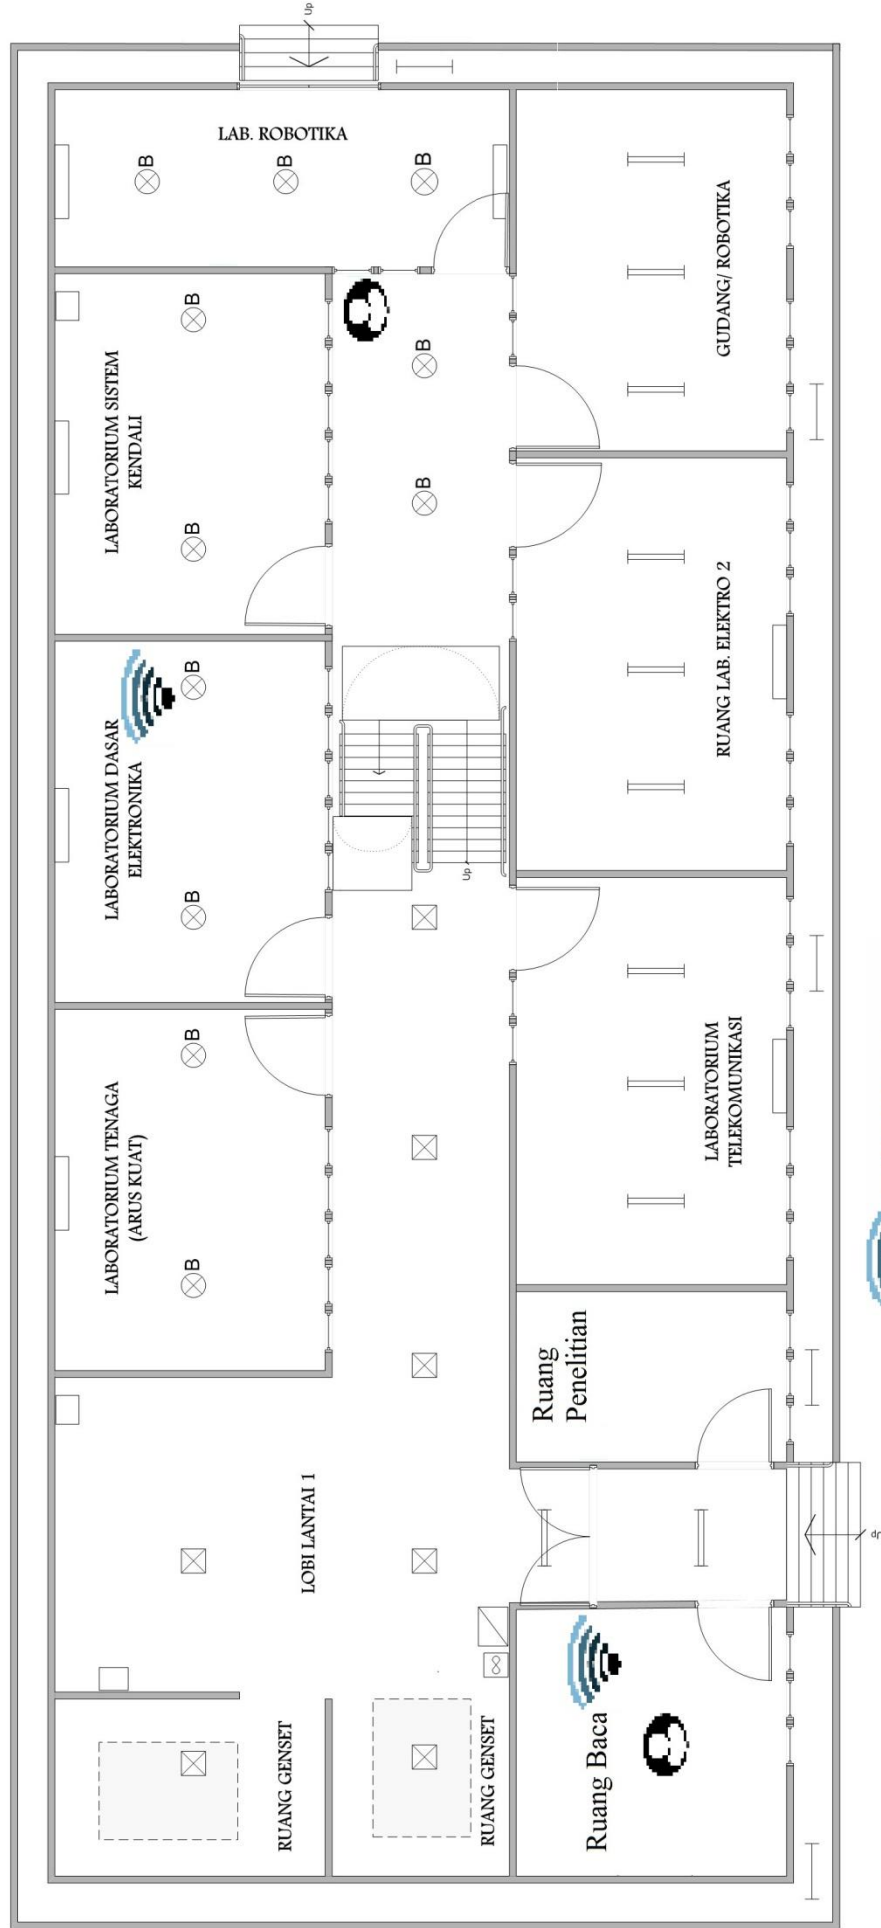 Up
LAB. ROBOTIKA
B
B
B
GUDANG/ ROBOTIKA
LABORATORIUM SISTEM
KENDALI
B
B
B
B
RUANG LAB. ELEKTRO 2
LABORATORIUM DASAR
ELEKTRONIKA
B
B
Up
LABORATORIUM TENAGA
(ARUS KUAT)
B
B
LABORATORIUM
TELEKOMUNIKASI
Ruang
Penelitian
LOBI LANTAI 1
Up
RUANG GENSET
RUANG GENSET
Ruang Baca